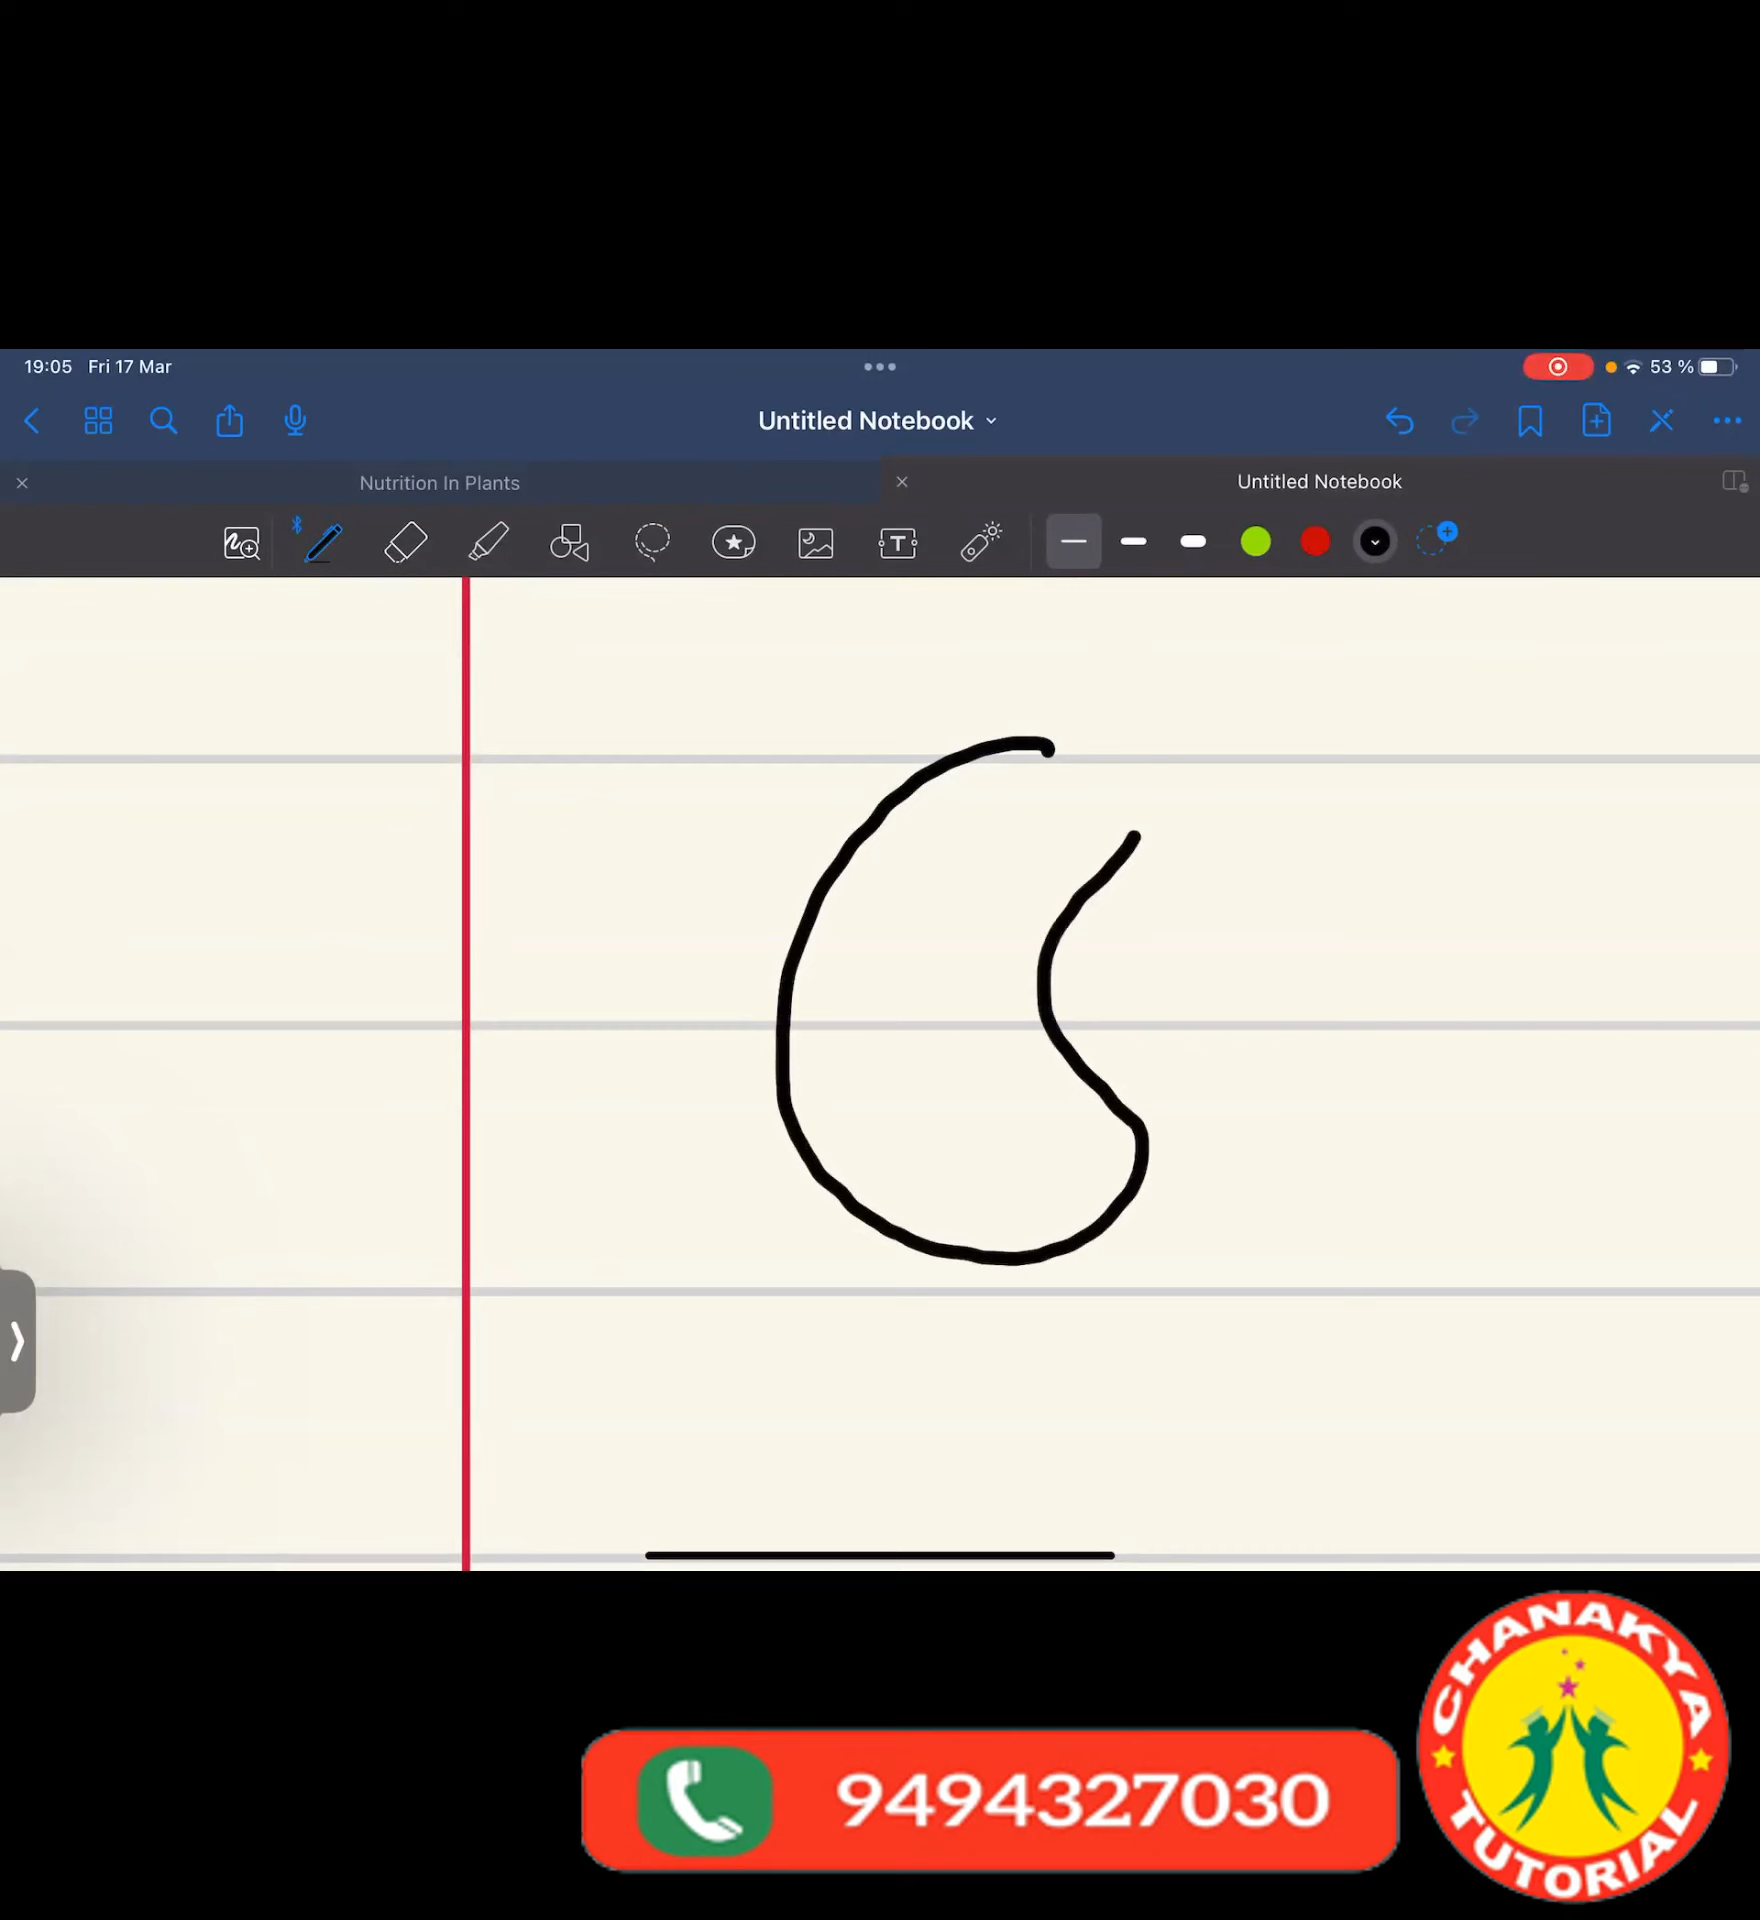 19:05 Fri 17 Mar
53 %
Untitled Notebook
Nutrition In Plants
Untitled Notebook
T
9494327030
CHANAKYA
TUTORIAL